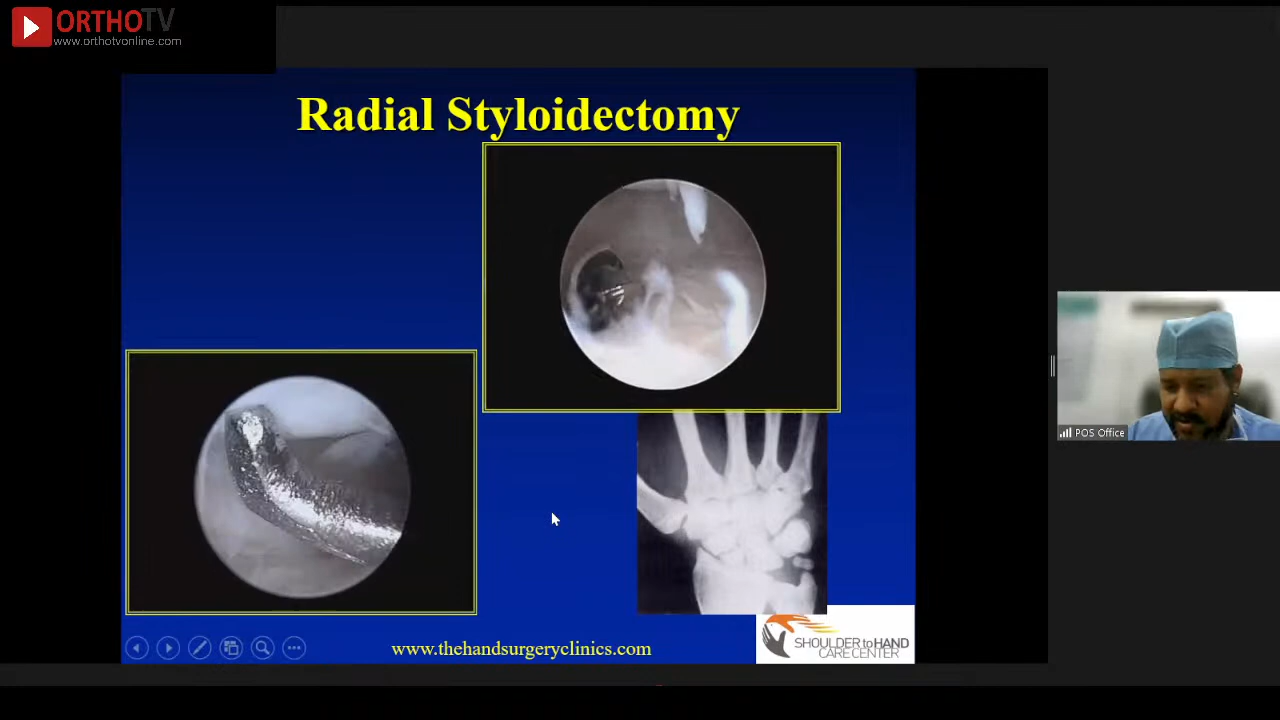 ORTHOTV
www.orthotvonline.com
Radial Styloidectomy
POS Office
www.thehandsurgeryclinics.com
SHOULDER to HAND
CARE CENTER